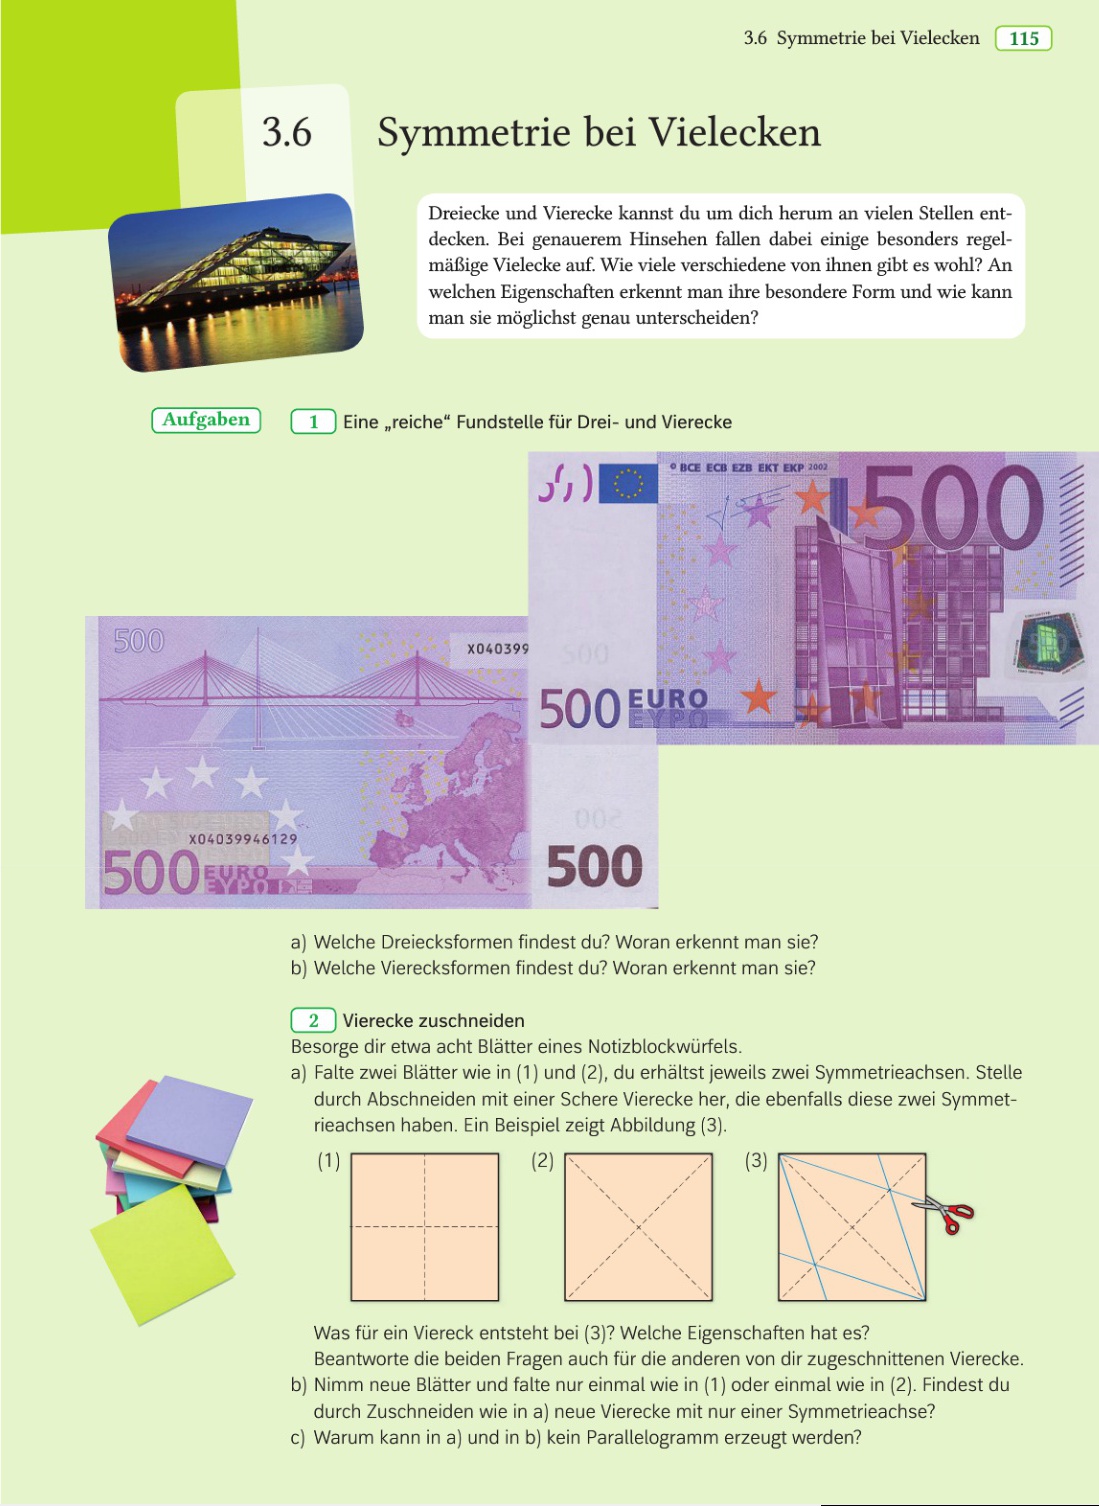 3.6 Symmetrie bei Vielecken 115
3.6 Symmetrie bei Vielecken
Dreiecke und Vierecke kannst du um dich herum an vielen Stellen ent-
decken. Bei genauerem Hinsehen fallen dabei einige besonders regel-
mäßige Vielecke auf. Wie viele verschiedene von ihnen gibt es wohl? An
welchen Eigenschaften erkennt man ihre besondere Form und wie kann
man sie möglichst genau unterscheiden?
Aufgaben 1 Eine „reiche“ Fundstelle für Drei- und Vierecke
© BCE ECB EZB EKT EKP 2002
500
500 EURO
ΕΥΡΩ
500
X040399
X04039946129
500 EURO
ΕΥΡΩ
500
a) Welche Dreiecksformen findest du? Woran erkennt man sie?
b) Welche Vierecksformen findest du? Woran erkennt man sie?
2 Vierecke zuschneiden
Besorge dir etwa acht Blätter eines Notizblockwürfels.
a) Falte zwei Blätter wie in (1) und (2), du erhältst jeweils zwei Symmetrieachsen. Stelle
durch Abschneiden mit einer Schere Vierecke her, die ebenfalls diese zwei Symmet-
rieachsen haben. Ein Beispiel zeigt Abbildung (3).
(1) (2) (3)
Was für ein Viereck entsteht bei (3)? Welche Eigenschaften hat es?
Beantworte die beiden Fragen auch für die anderen von dir zugeschnittenen Vierecke.
b) Nimm neue Blätter und falte nur einmal wie in (1) oder einmal wie in (2). Findest du
durch Zuschneiden wie in a) neue Vierecke mit nur einer Symmetrieachse?
c) Warum kann in a) und in b) kein Parallelogramm erzeugt werden?